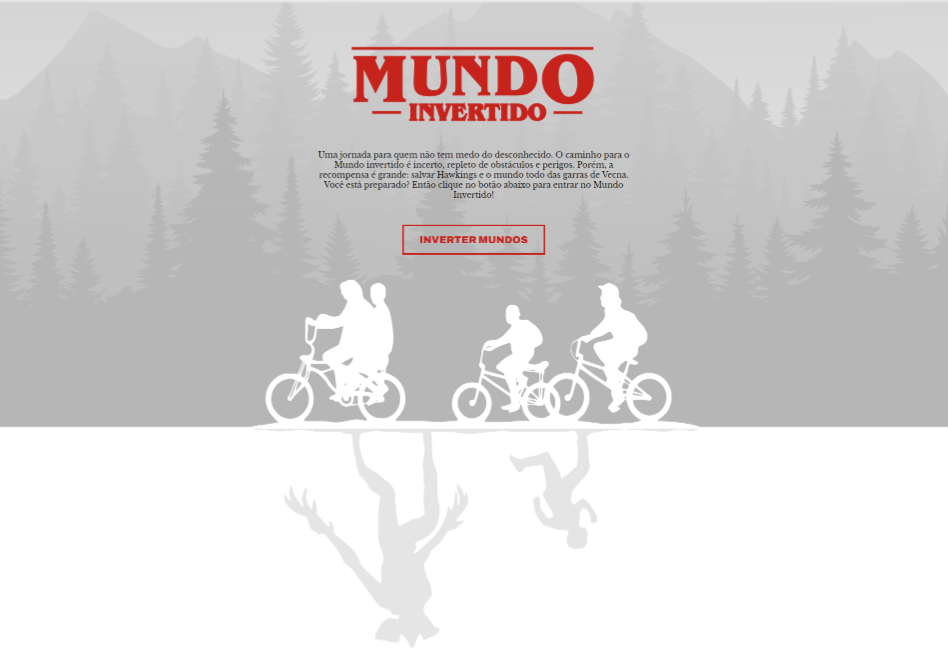 MUNDO
INVERTIDO
Uma jornada para quem não tem medo do desconhecido. O caminho para o
Mundo invertido é incerto, repleto de obstáculos e perigos. Porém, a
recompensa é grande: salvar Hawkings e o mundo todo das garras de Vecna.
Você está preparado? Então clique no botão abaixo para entrar no Mundo
Invertido!
INVERTER MUNDOS